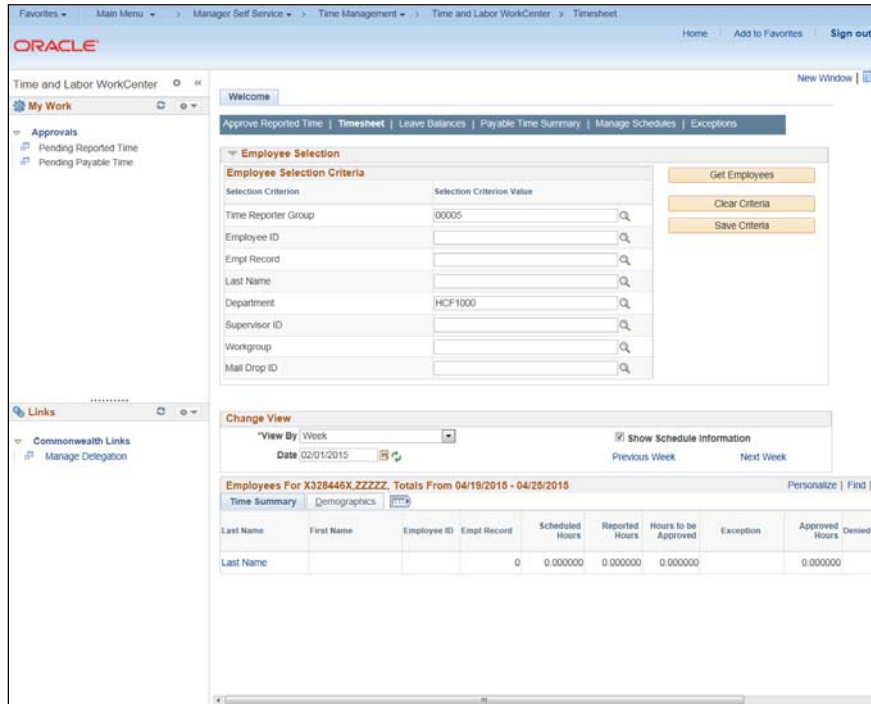 Favorites Main Menu > Manager Self Service > Time Management > Time and Labor WorkCenter > Timesheet
Home Add to Favorites Sign out
ORACLE
New Window
Time and Labor WorkCenter
My Work
Approvals
Pending Reported Time
Pending Payable Time
Links
Commonwealth Links
Manage Delegation
Welcome
Approve Reported Time | Timesheet | Leave Balances | Payable Time Summary | Manage Schedules | Exceptions
Employee Selection
Employee Selection Criteria
Selection Criterion Selection Criterion Value
Time Reporter Group 00005
Employee ID
Empl Record
Last Name
Department HCF1000
Supervisor ID
Workgroup
Mail Drop ID
Get Employees
Clear Criteria
Save Criteria
Change View
*View By Week
Show Schedule Information
Date 02/01/2015
Previous Week Next Week
Employees For X328446X,ZZZZZ, Totals From 04/19/2015 - 04/25/2015
Personalize | Find |
Time Summary Demographics
Last Name First Name Employee ID Empl Record Scheduled Hours Reported Hours Hours to be Approved Exception Approved Hours Denied
Last Name 0 0.000000 0.000000 0.000000 0.000000